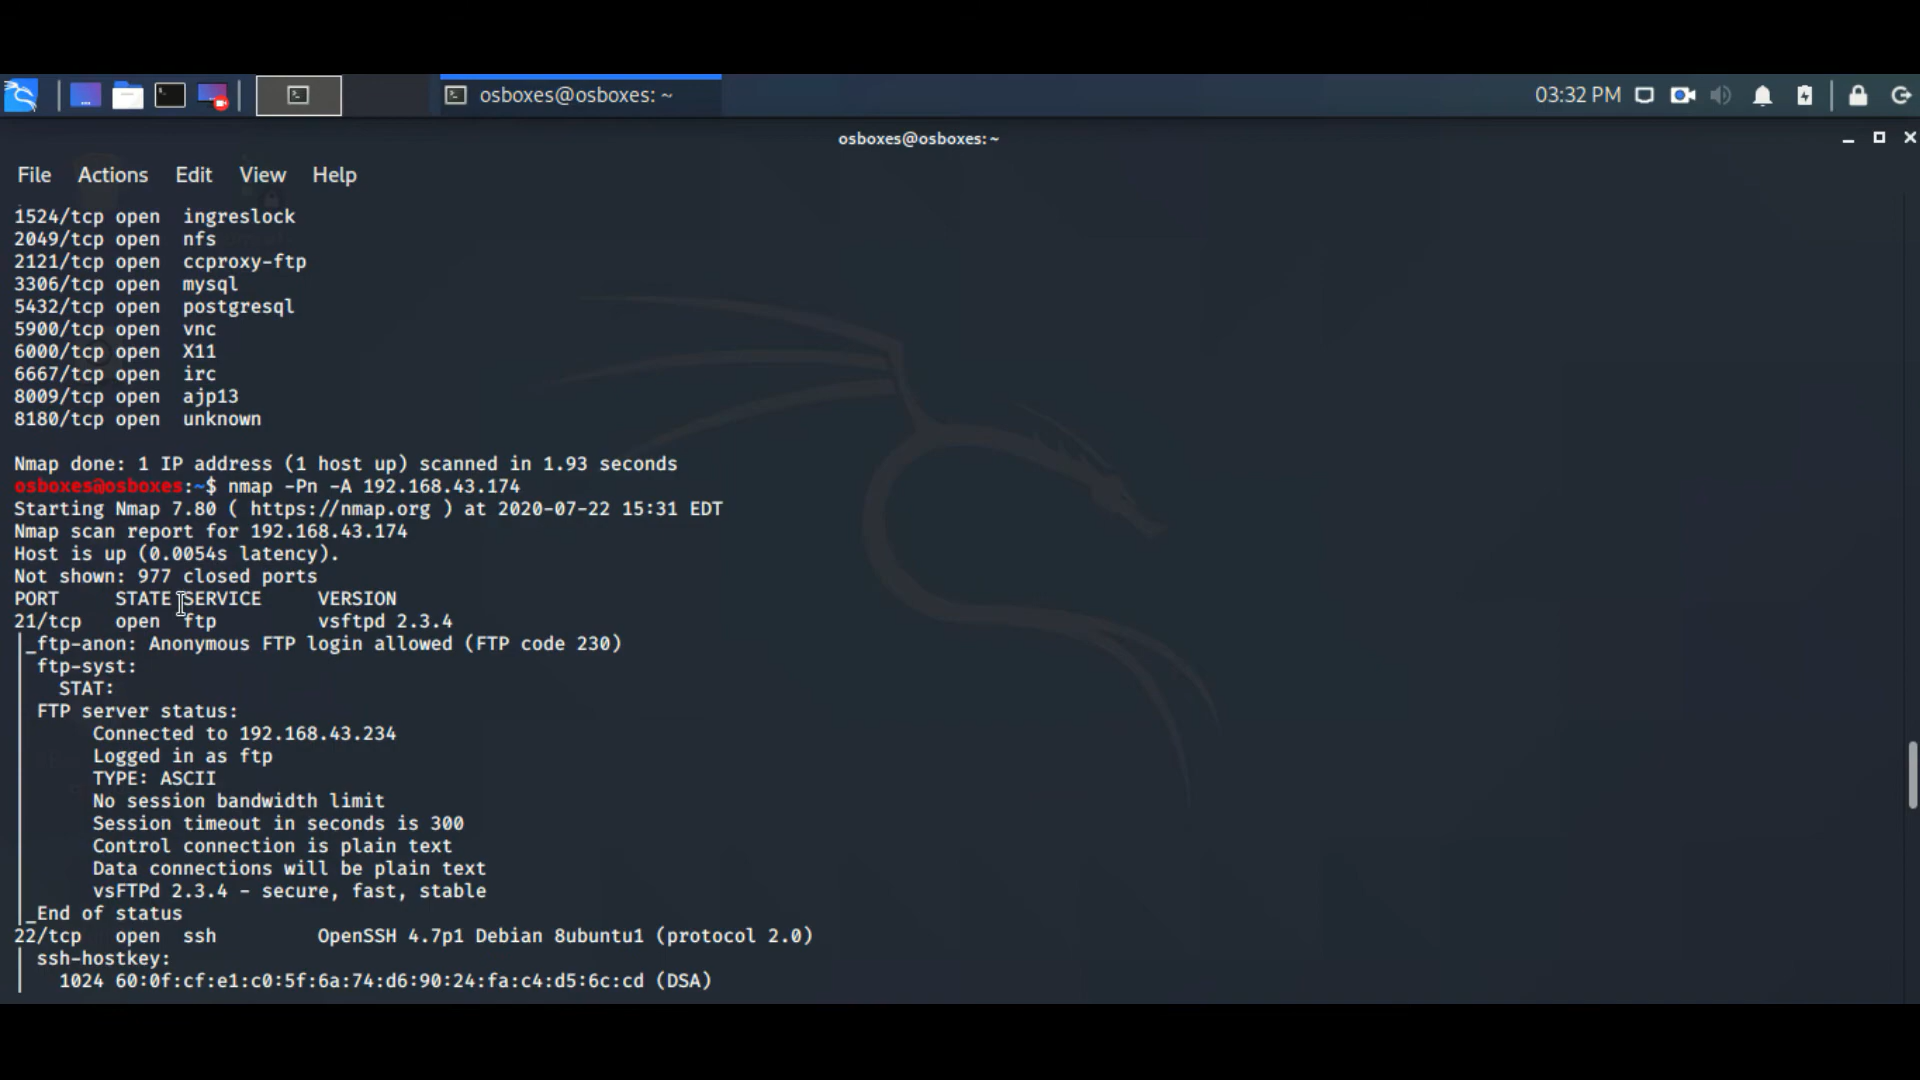 osboxes@osboxes: ~
03:32 PM
osboxes@osboxes: ~
File Actions Edit View Help
1524/tcp open  ingreslock
2049/tcp open  nfs
2121/tcp open  ccproxy-ftp
3306/tcp open  mysql
5432/tcp open  postgresql
5900/tcp open  vnc
6000/tcp open  X11
6667/tcp open  irc
8009/tcp open  ajp13
8180/tcp open  unknown
Nmap done: 1 IP address (1 host up) scanned in 1.93 seconds
osboxes@osboxes:~$ nmap -Pn -A 192.168.43.174
Starting Nmap 7.80 ( https://nmap.org ) at 2020-07-22 15:31 EDT
Nmap scan report for 192.168.43.174
Host is up (0.0054s latency).
Not shown: 977 closed ports
PORT     STATE SERVICE     VERSION
21/tcp   open  ftp         vsftpd 2.3.4
|_ftp-anon: Anonymous FTP login allowed (FTP code 230)
| ftp-syst:
|   STAT:
| FTP server status:
|      Connected to 192.168.43.234
|      Logged in as ftp
|      TYPE: ASCII
|      No session bandwidth limit
|      Session timeout in seconds is 300
|      Control connection is plain text
|      Data connections will be plain text
|      vsFTPd 2.3.4 - secure, fast, stable
|_End of status
22/tcp   open  ssh         OpenSSH 4.7p1 Debian 8ubuntu1 (protocol 2.0)
| ssh-hostkey:
|   1024 60:0f:cf:e1:c0:5f:6a:74:d6:90:24:fa:c4:d5:6c:cd (DSA)